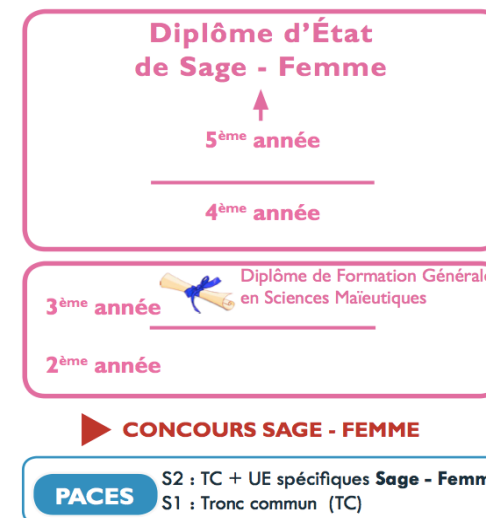 Diplôme d'État
de Sage - Femme
5ème année
4ème année
Diplôme de Formation Générale
en Sciences Maïeutiques
3ème année
2ème année
CONCOURS SAGE - FEMME
S2 : TC + UE spécifiques Sage - Femm
PACES
S1 : Tronc commun (TC)